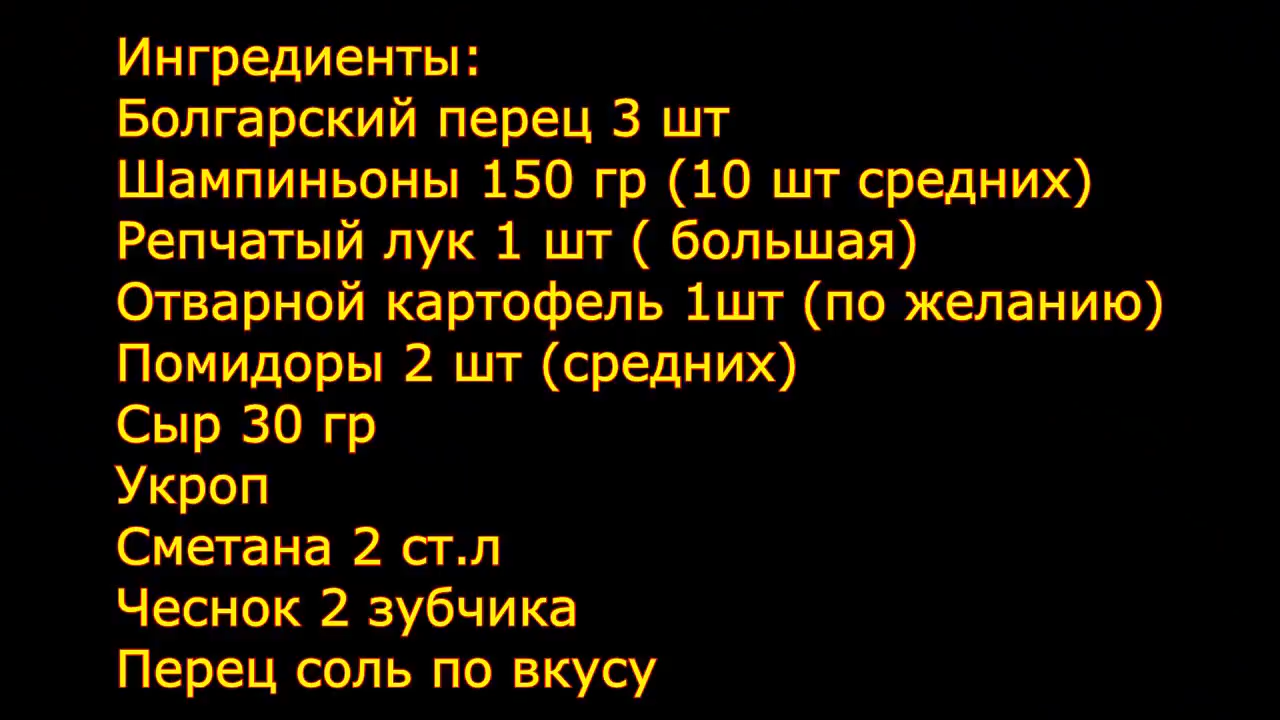 Ингредиенты:
Болгарский перец 3 шт
Шампиньоны 150 гр (10 шт средних)
Репчатый лук 1 шт ( большая)
Отварной картофель 1шт (по желанию)
Помидоры 2 шт (средних)
Сыр 30 гр
Укроп
Сметана 2 ст.л
Чеснок 2 зубчика
Перец соль по вкусу